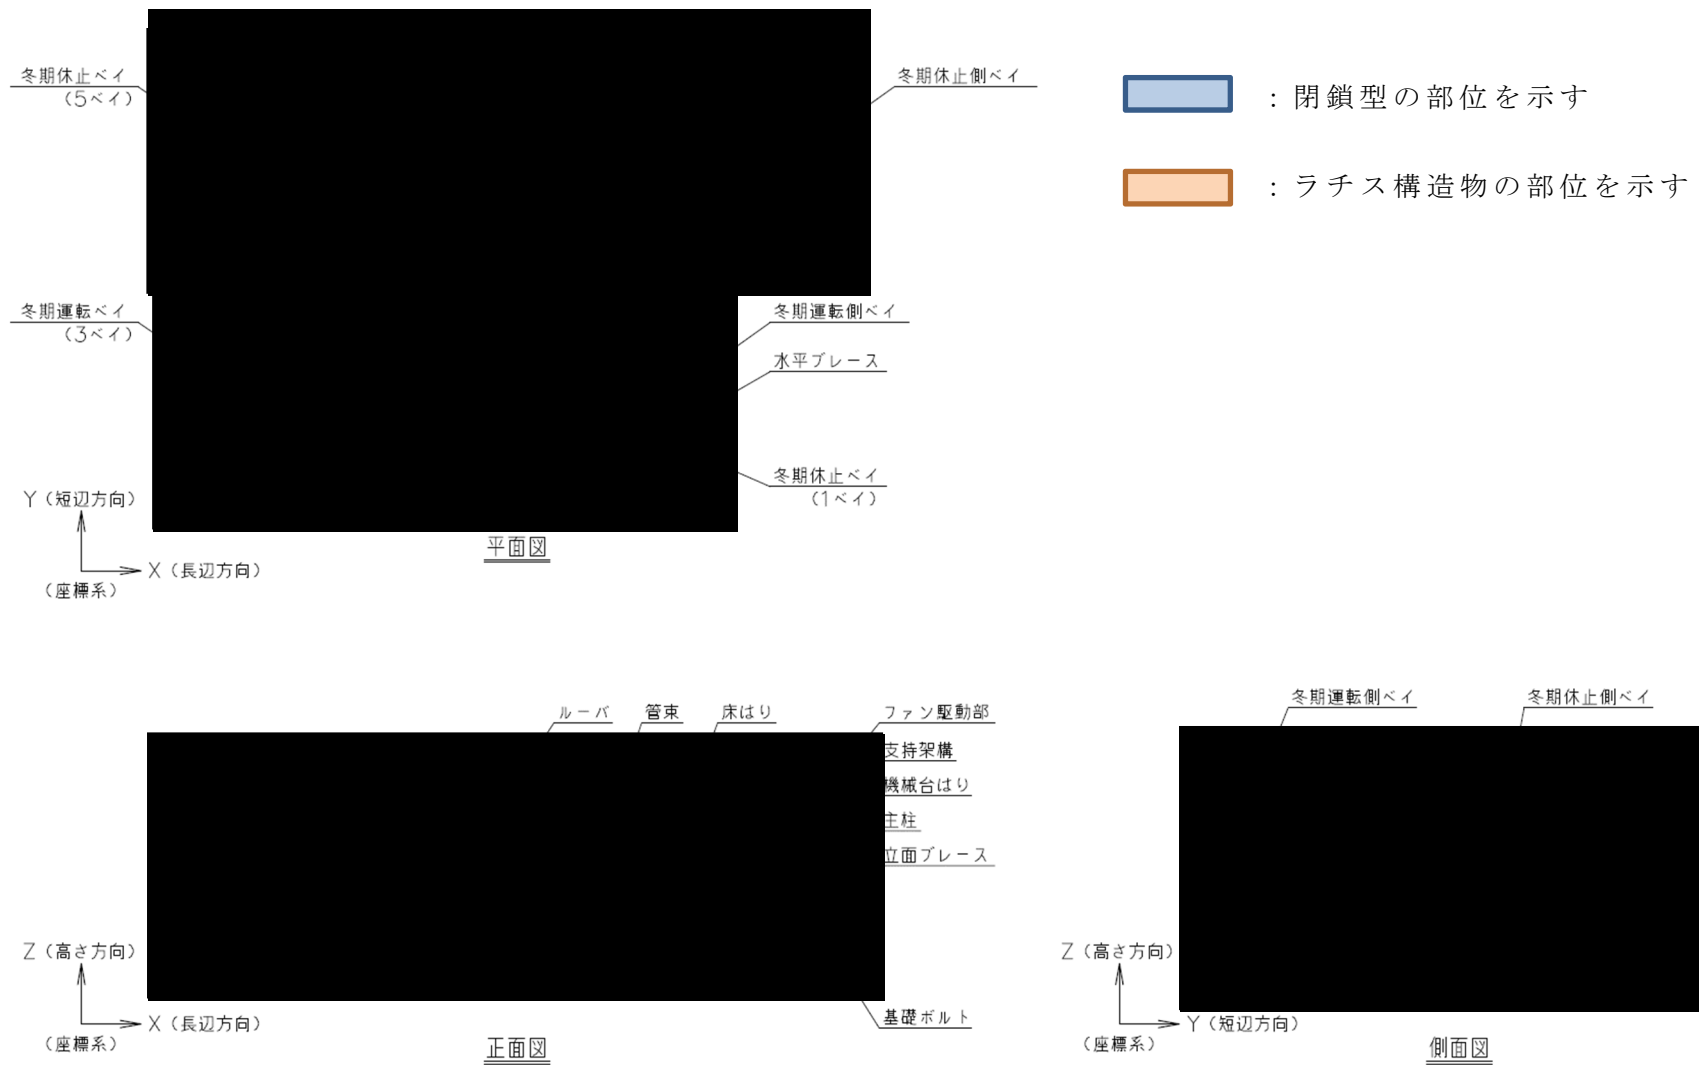 冬期休止ベイ
(5ベイ)
冬期休止側ベイ
:閉鎖型の部位を示す
:ラチス構造物の部位を示す
冬期運転ベイ
(3ベイ)
冬期運転側ベイ
水平ブレース
冬期休止ベイ
(1ベイ)
Y(短辺方向)
X(長辺方向)
(座標系)
平面図
ルーバ
管束
床はり
ファン駆動部
支持架構
機械台はり
主柱
立面ブレース
基礎ボルト
Z(高さ方向)
X(長辺方向)
(座標系)
正面図
冬期運転側ベイ
冬期休止側ベイ
Z(高さ方向)
Y(短辺方向)
(座標系)
側面図